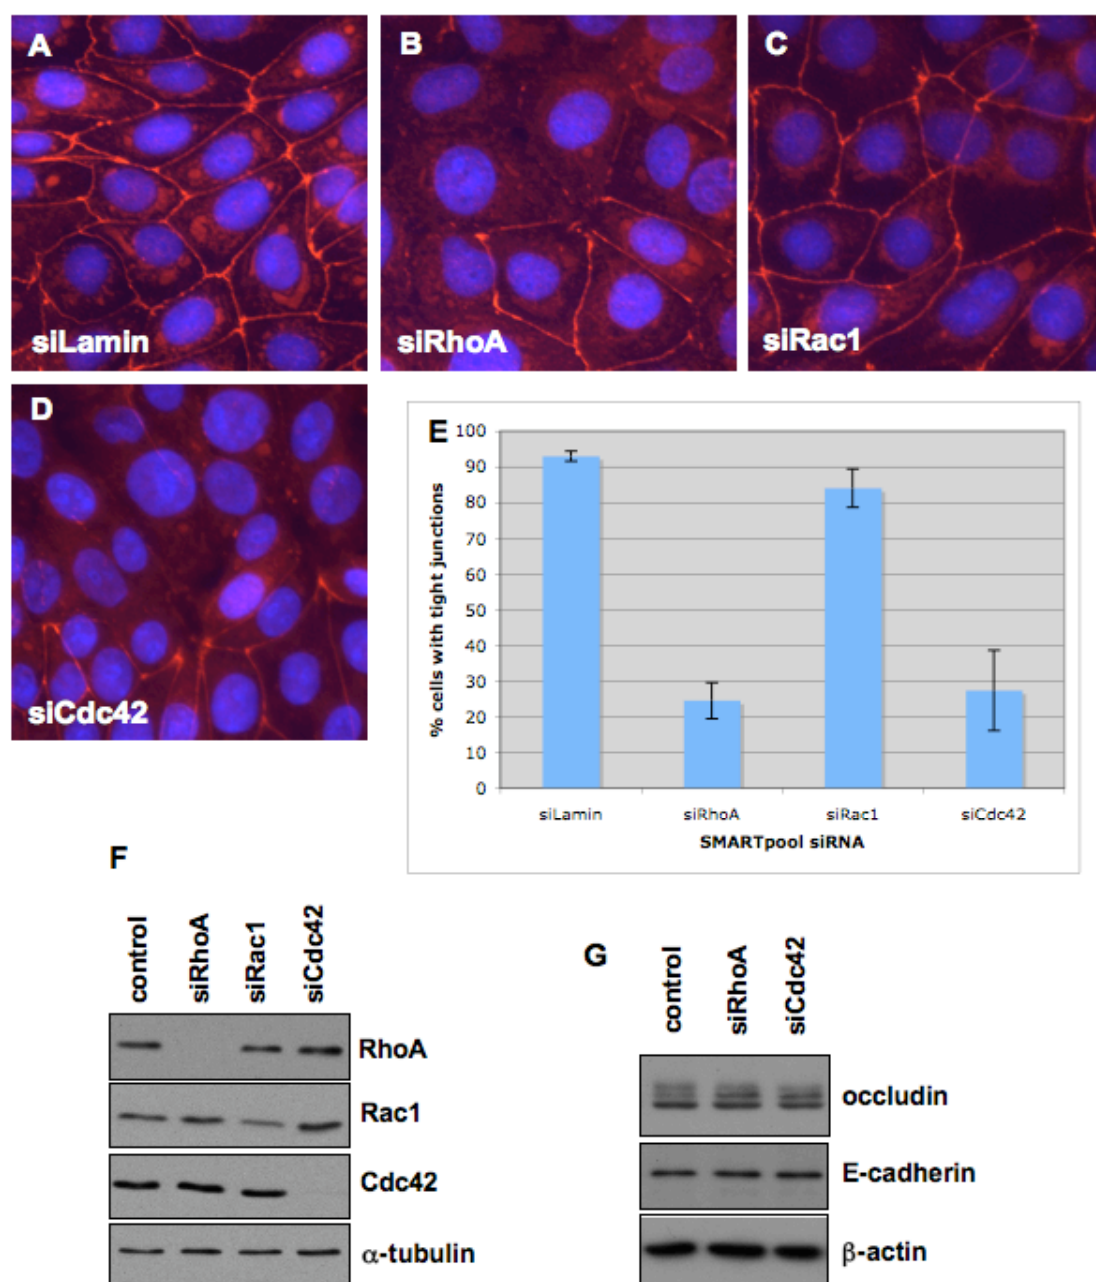 A
siLamin
B
siRhoA
C
siRac1
D
siCdc42
E
% cells with tight junctions
100
90
80
70
60
50
40
30
20
10
0
siLamin siRhoA siRac1 siCdc42
SMARTpool siRNA
F
control siRhoA siRac1 siCdc42
RhoA
Rac1
Cdc42
α-tubulin
G
control siRhoA siCdc42
occludin
E-cadherin
β-actin